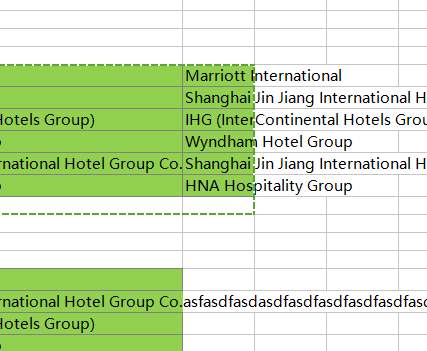 Marriott International
Shanghai Jin Jiang International H
Hotels Group) IHG (InterContinental Hotels Grou
Wyndham Hotel Group
rnational Hotel Group Co. Shanghai Jin Jiang International H
HNA Hospitality Group
rnational Hotel Group Co.asfasdfasdasdfasdfasdfasdfasdfasd
Hotels Group)